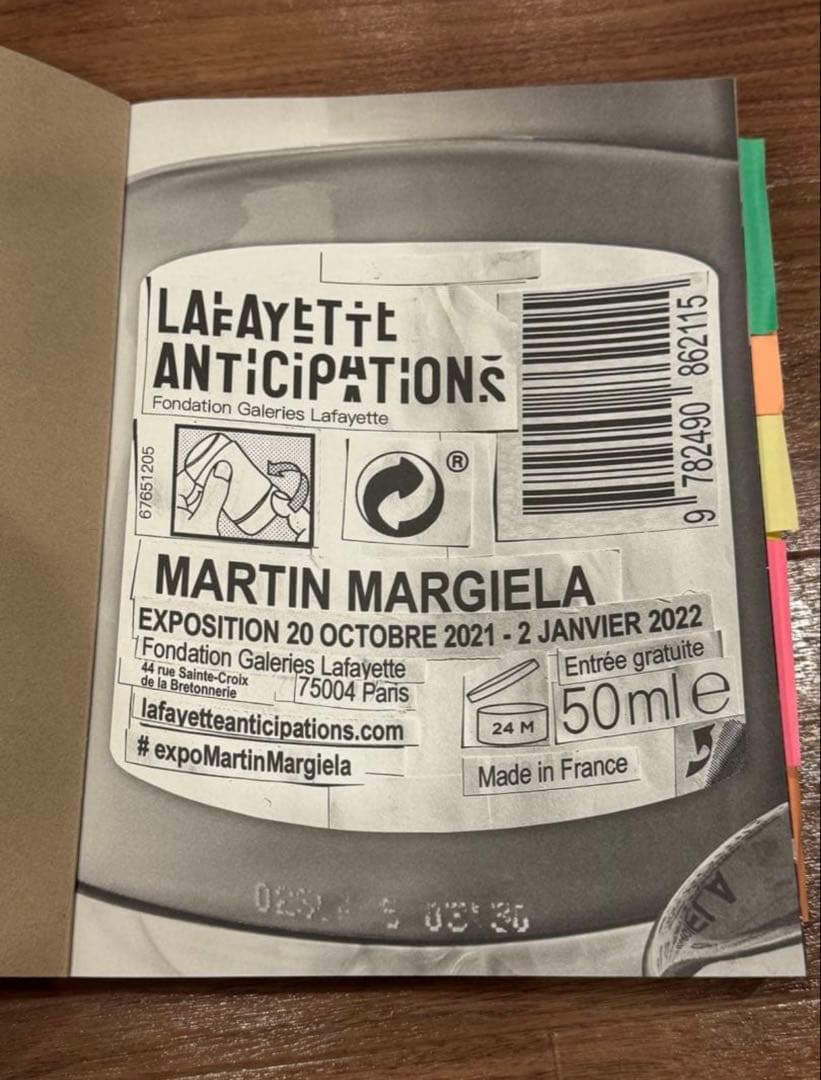 LAFAYETTE
ANTICIPATIONS
Fondation Galeries Lafayette
9 782490 862115
67651205
®
MARTIN MARGIELA
EXPOSITION 20 OCTOBRE 2021 - 2 JANVIER 2022
Fondation Galeries Lafayette
44 rue Sainte-Croix
de la Bretonnerie
75004 Paris
Entrée gratuite
lafayetteanticipations.com
24 M
50ml e
# expoMartinMargiela
Made in France